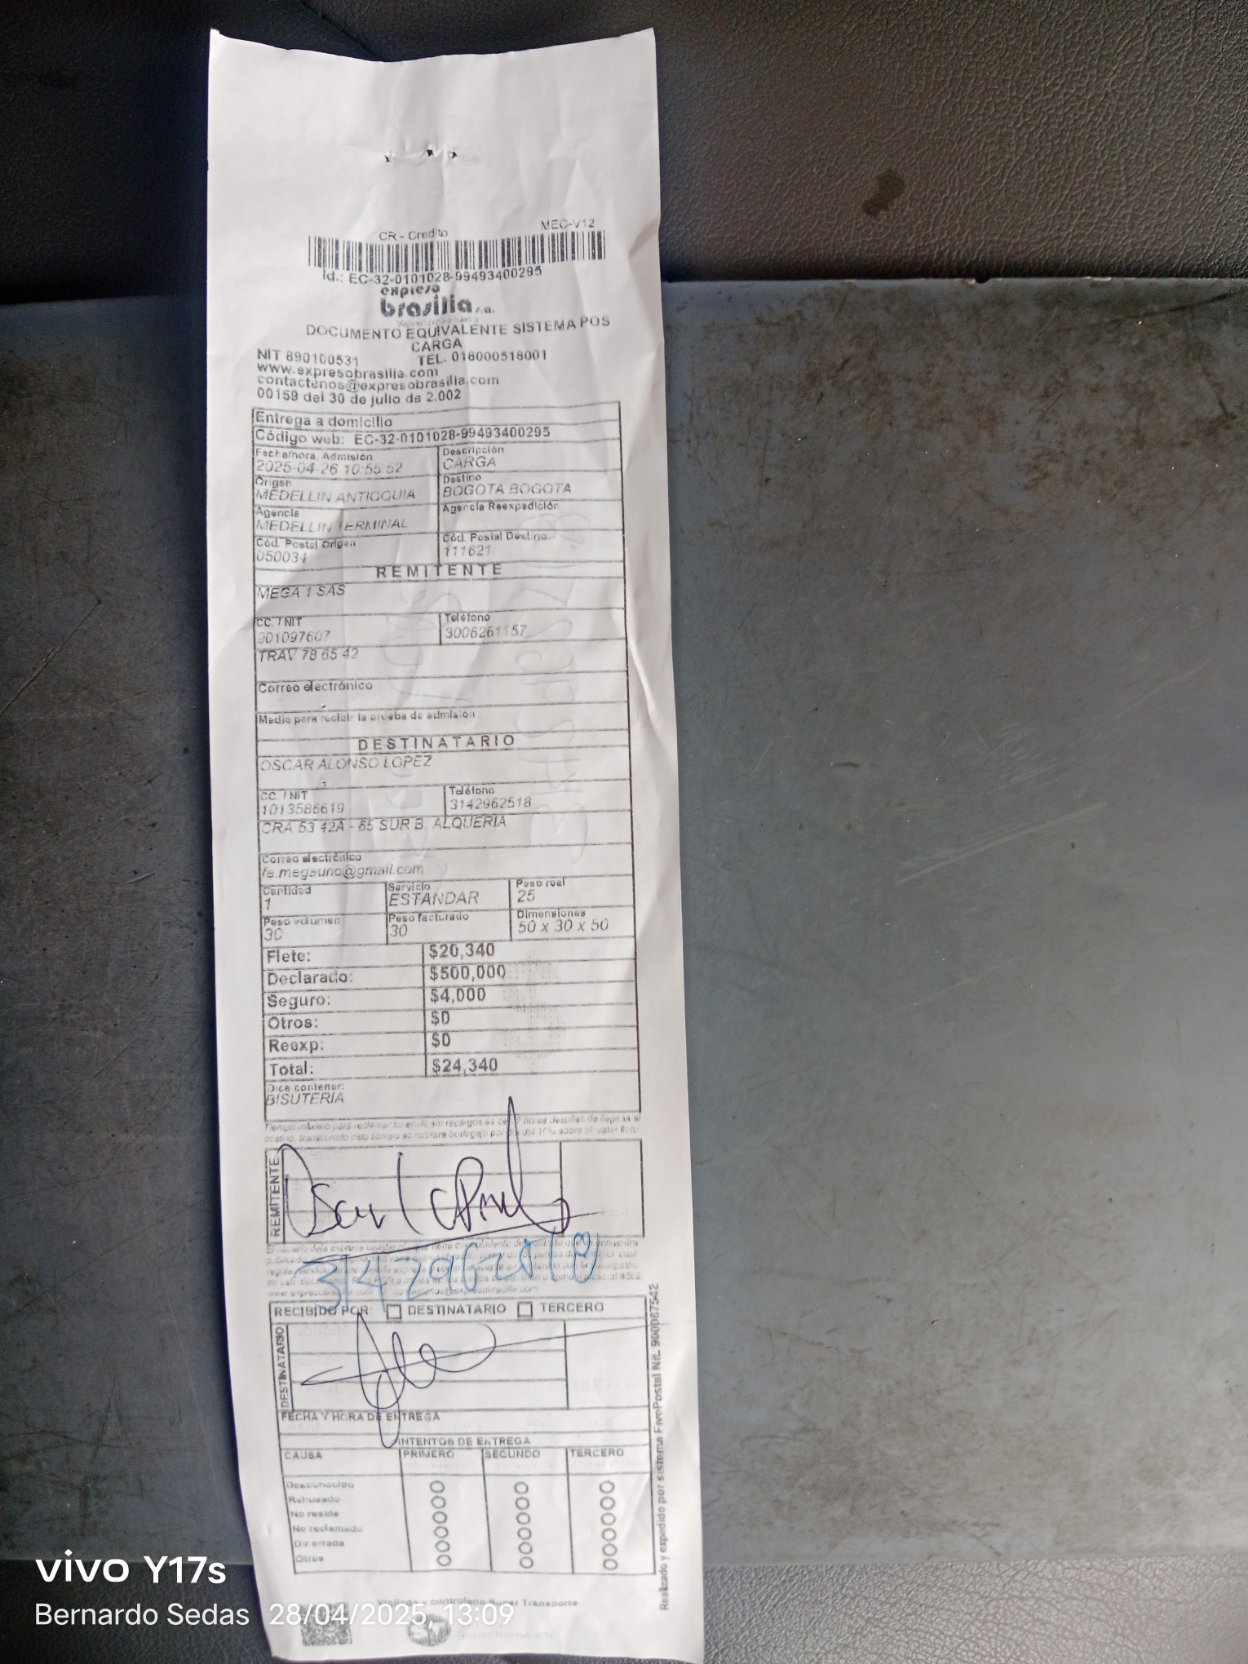 CR - Credito MEC-V12
Id.: EC-32-0101028-99493400295
expreso
brasilia s.a.
DOCUMENTO EQUIVALENTE SISTEMA POS
CARGA
NIT 890100531 TEL. 018000518001
www.expresobrasilia.com
contactenos@expresobrasilia.com
00159 del 30 de julio de 2.002
Entrega a domicilio
Código web: EC-32-0101028-99493400295
Fecha/hora, Admisión Descripción
2025-04-26 10:55:52 CARGA
Origen Destino
MEDELLIN ANTIOQUIA BOGOTA BOGOTA
Agencia Agencia Reexpedición
MEDELLIN TERMINAL
Cód. Postal Origen Cód. Postal Destino
050034 111621
REMITENTE
MEGA 1 SAS
CC. / NIT Teléfono
901097607 3006261157
TRAV 78 65 42
Correo electrónico
Medio para recibir la prueba de admisión
DESTINATARIO
OSCAR ALONSO LOPEZ
CC. / NIT Teléfono
1013585619 3142962518
CRA 53 42A - 65 SUR B. ALQUERIA
Correo electrónico
fe.megauno@gmail.com
Cantidad Servicio Peso real
1 ESTANDAR 25
Peso volumen Peso facturado Dimensiones
30 30 50 x 30 x 50
Flete: $20,340
Declarado: $500,000
Seguro: $4,000
Otros: $0
Reexp: $0
Total: $24,340
Dice contener:
BISUTERIA
REMITENTE
RECIBIDO POR: DESTINATARIO TERCERO
DESTINATARIO
FECHA Y HORA DE ENTREGA
INTENTOS DE ENTREGA
CAUSA PRIMERO SEGUNDO TERCERO
Desconocido
Rehusado
No reside
No reclamado
Dir errada
Otros
Realizado y expedido por sistema FivePostal Nit. 900087542
vivo Y17s
Bernardo Sedas 28/04/2025, 13:09